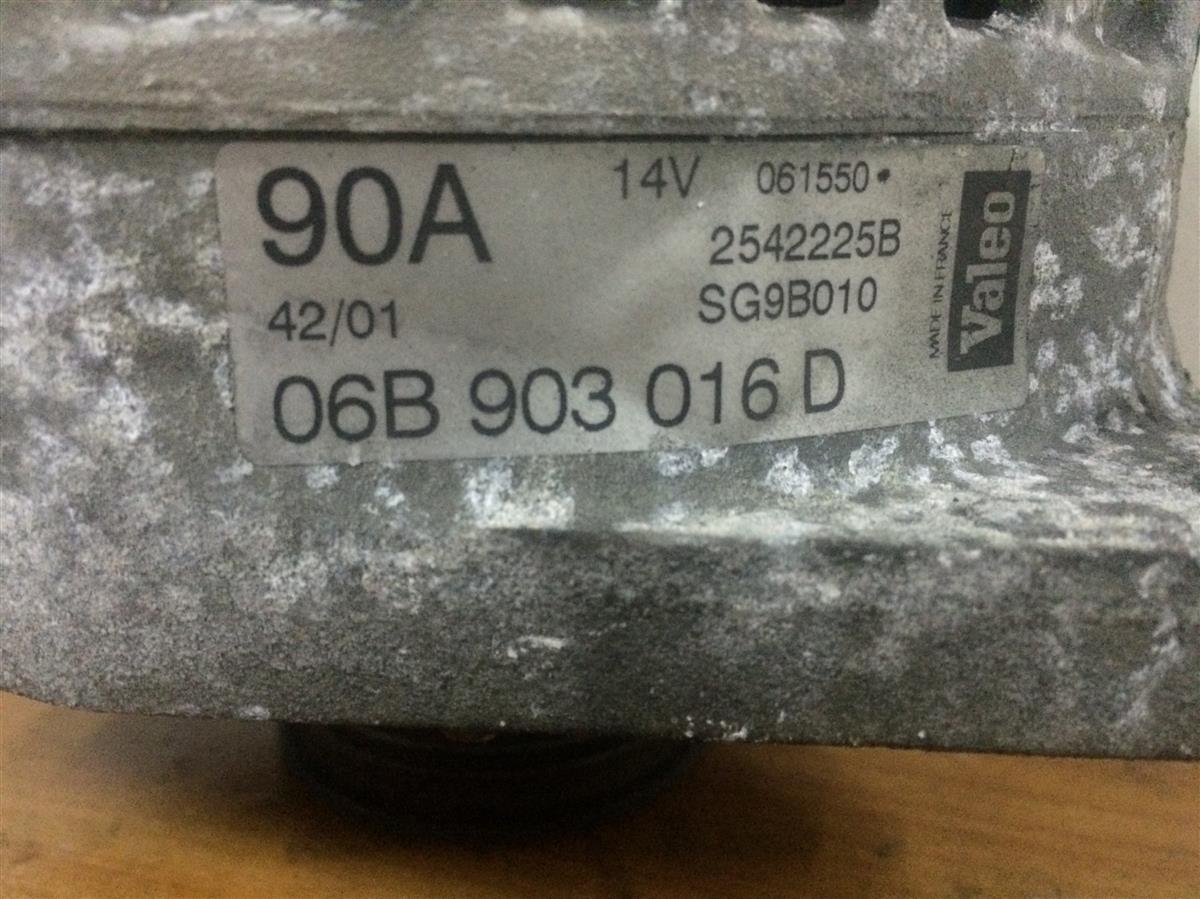 90A 14V 061550
2542225B
42/01 SG9B010
06B 903 016 D
MADE IN FRANCE
Valeo